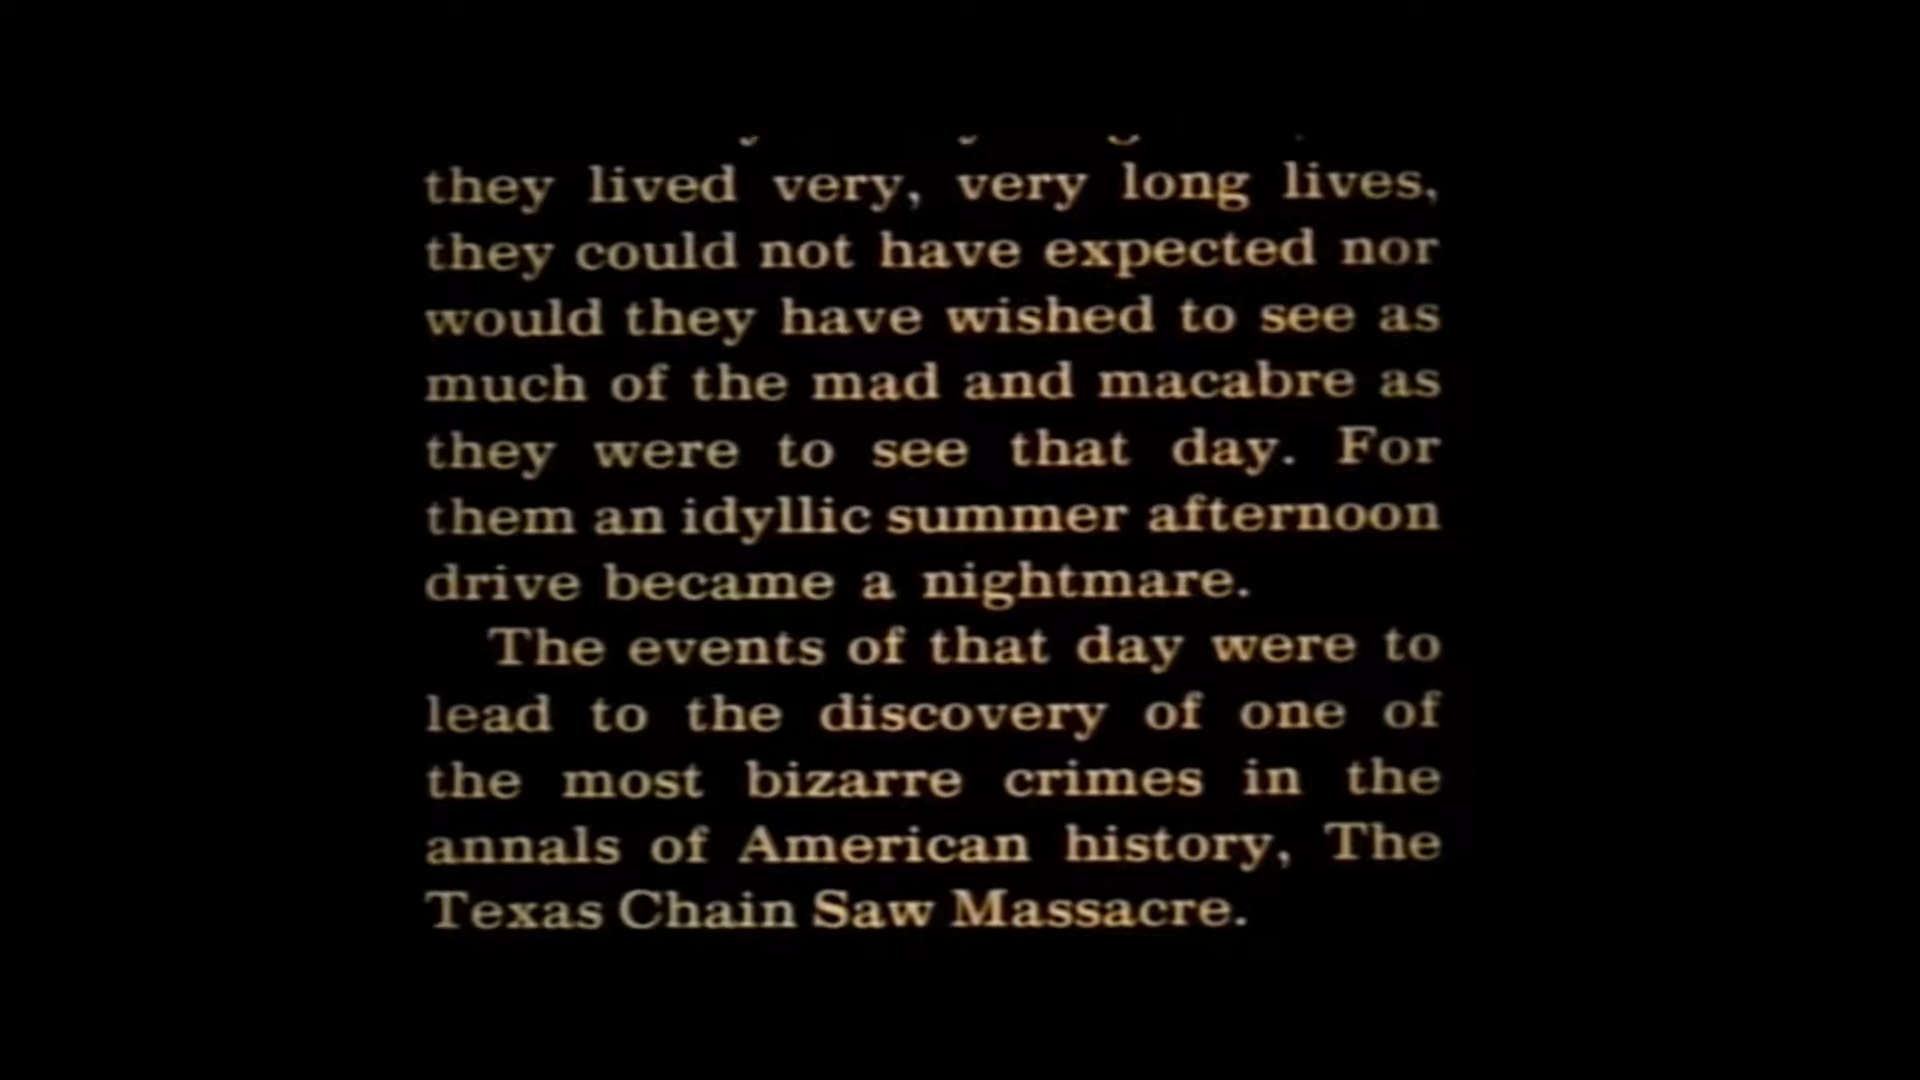 they lived very, very long lives,
they could not have expected nor
would they have wished to see as
much of the mad and macabre as
they were to see that day. For
them an idyllic summer afternoon
drive became a nightmare.
The events of that day were to
lead to the discovery of one of
the most bizarre crimes in the
annals of American history, The
Texas Chain Saw Massacre.